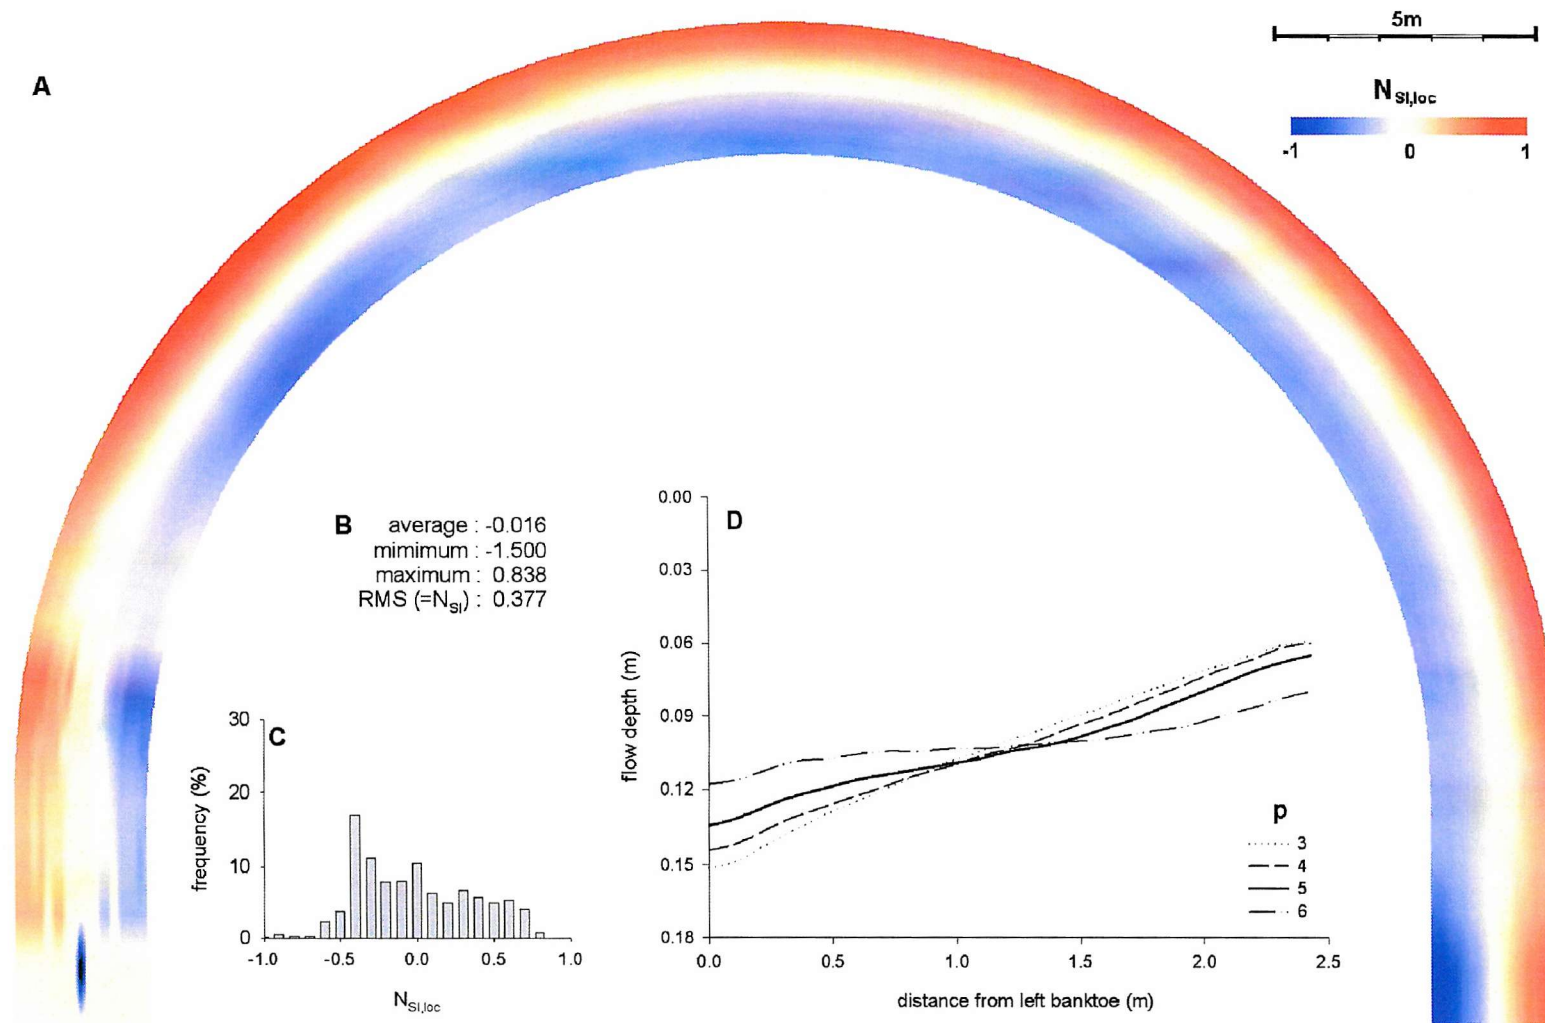 A
5m
N SI,loc
-1 0 1
B average : -0.016
mimimum : -1.500
maximum : 0.838
RMS (=N SI) : 0.377
C
frequency (%)
30
20
10
0
-1.0 -0.5 0.0 0.5 1.0
N SI,loc
D
flow depth (m)
0.00
0.03
0.06
0.09
0.12
0.15
0.18
0.0 0.5 1.0 1.5 2.0 2.5
distance from left banktoe (m)
p
3
4
5
6